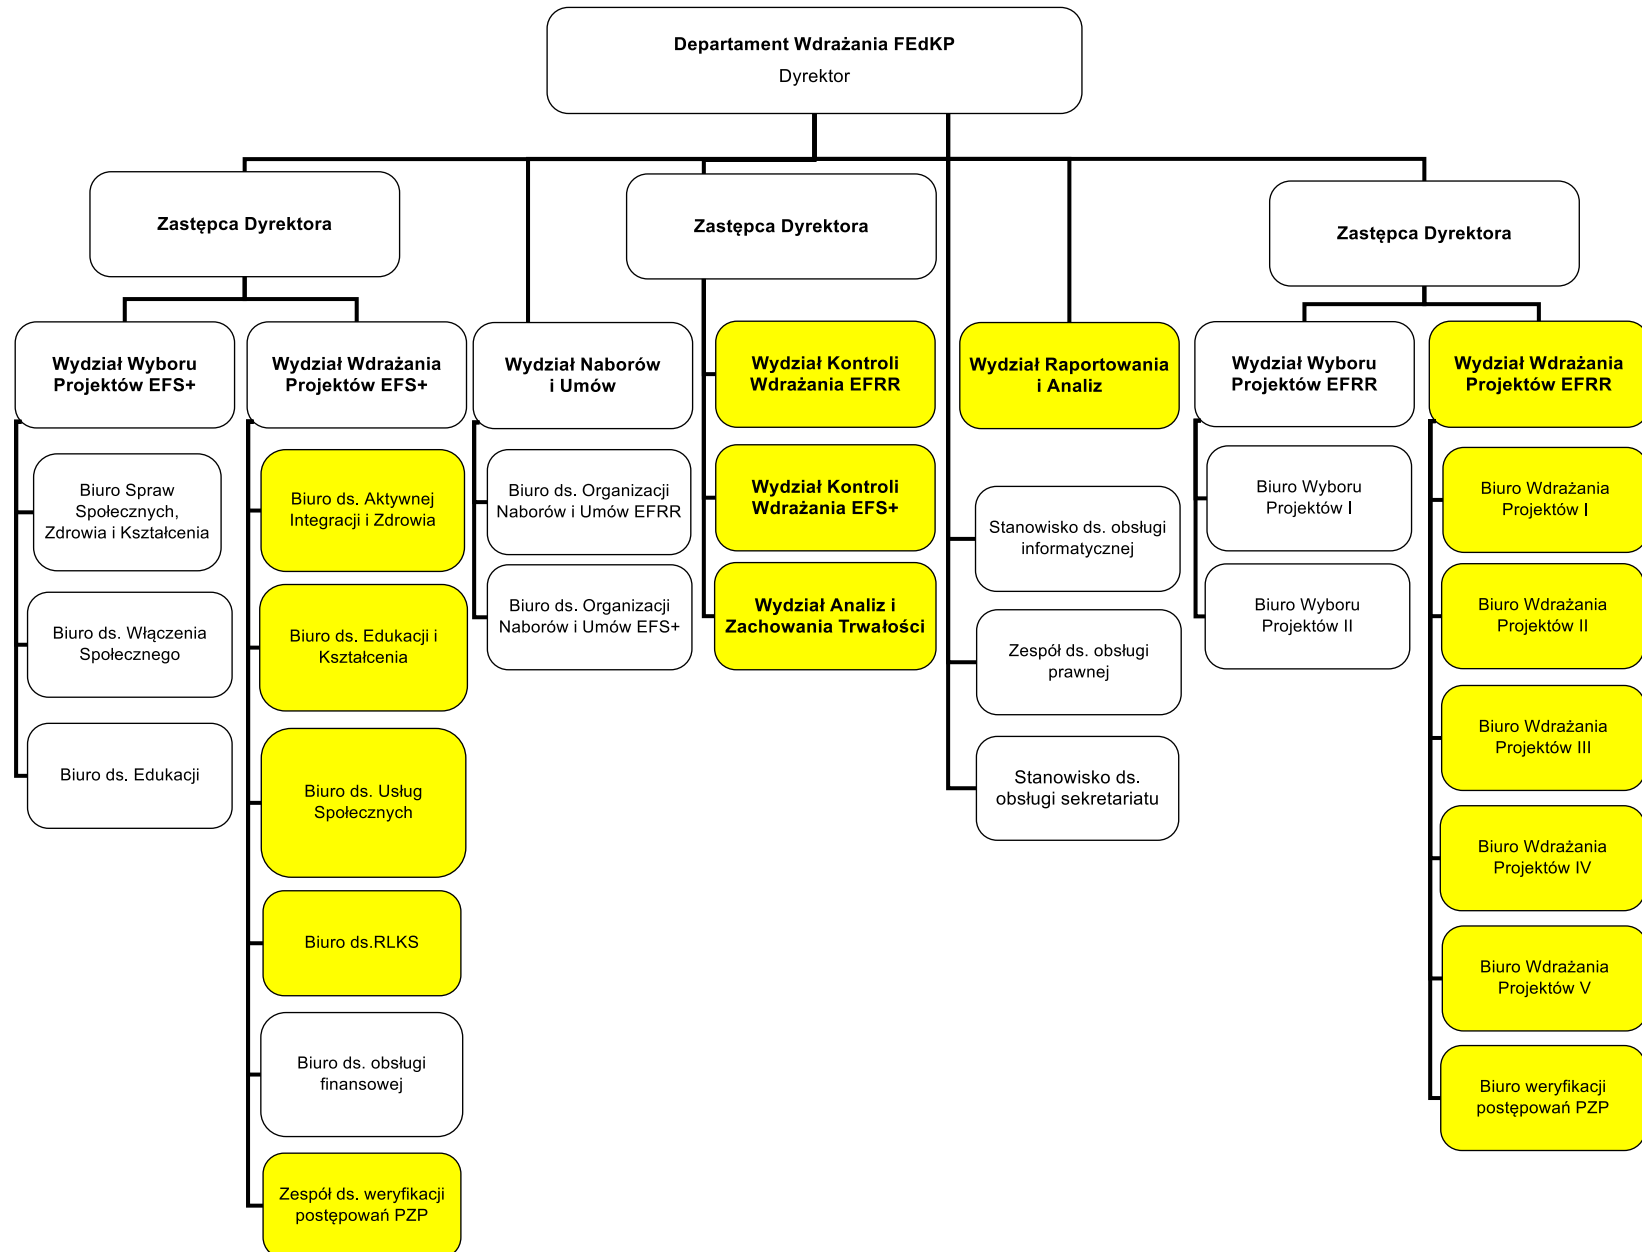 Departament Wdrażania FEdKP
Dyrektor
Zastępca Dyrektora
Zastępca Dyrektora
Zastępca Dyrektora
Wydział Wyboru
Projektów EFS+
Biuro Spraw
Społecznych,
Zdrowia i Kształcenia
Biuro ds. Włączenia
Społecznego
Biuro ds. Edukacji
Wydział Wdrażania
Projektów EFS+
Biuro ds. Aktywnej
Integracji i Zdrowia
Biuro ds. Edukacji i
Kształcenia
Biuro ds. Usług
Społecznych
Biuro ds.RLKS
Biuro ds. obsługi
finansowej
Zespół ds. weryfikacji
postępowań PZP
Wydział Naborów
i Umów
Biuro ds. Organizacji
Naborów i Umów EFRR
Biuro ds. Organizacji
Naborów i Umów EFS+
Wydział Kontroli
Wdrażania EFRR
Wydział Kontroli
Wdrażania EFS+
Wydział Analiz i
Zachowania Trwałości
Wydział Raportowania
i Analiz
Stanowisko ds. obsługi
informatycznej
Zespół ds. obsługi
prawnej
Stanowisko ds.
obsługi sekretariatu
Wydział Wyboru
Projektów EFRR
Biuro Wyboru
Projektów I
Biuro Wyboru
Projektów II
Wydział Wdrażania
Projektów EFRR
Biuro Wdrażania
Projektów I
Biuro Wdrażania
Projektów II
Biuro Wdrażania
Projektów III
Biuro Wdrażania
Projektów IV
Biuro Wdrażania
Projektów V
Biuro weryfikacji
postępowań PZP